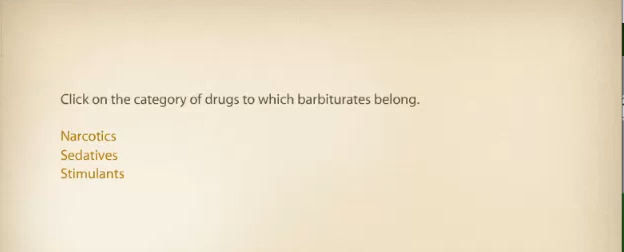 Click on the category of drugs to which barbiturates belong.
Narcotics
Sedatives
Stimulants